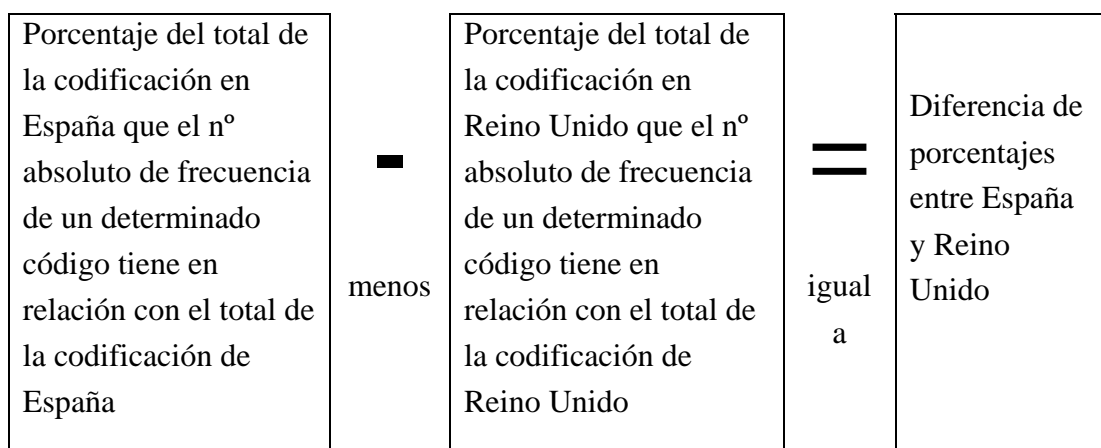 Porcentaje del total de
la codificación en
España que el nº
absoluto de frecuencia
de un determinado
código tiene en
relación con el total de
la codificación de
España
-
menos
Porcentaje del total de
la codificación en
Reino Unido que el nº
absoluto de frecuencia
de un determinado
código tiene en
relación con el total de
la codificación de
Reino Unido
=
igual
a
Diferencia de
porcentajes
entre España
y Reino
Unido